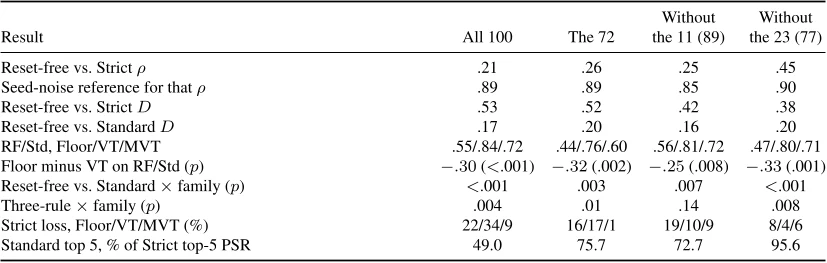 Result All 100 The 72 Without the 11 (89) Without the 23 (77)
Reset-free vs. Strict ρ .21 .26 .25 .45
Seed-noise reference for that ρ .89 .89 .85 .90
Reset-free vs. Strict D .53 .52 .42 .38
Reset-free vs. Standard D .17 .20 .16 .20
RF/Std, Floor/VT/MVT .55/.84/.72 .44/.76/.60 .56/.81/.72 .47/.80/.71
Floor minus VT on RF/Std (p) −.30 (<.001) −.32 (.002) −.25 (.008) −.33 (.001)
Reset-free vs. Standard × family (p) <.001 .003 .007 <.001
Three-rule × family (p) .004 .01 .14 .008
Strict loss, Floor/VT/MVT (%) 22/34/9 16/17/1 19/10/9 8/4/6
Standard top 5, % of Strict top-5 PSR 49.0 75.7 72.7 95.6